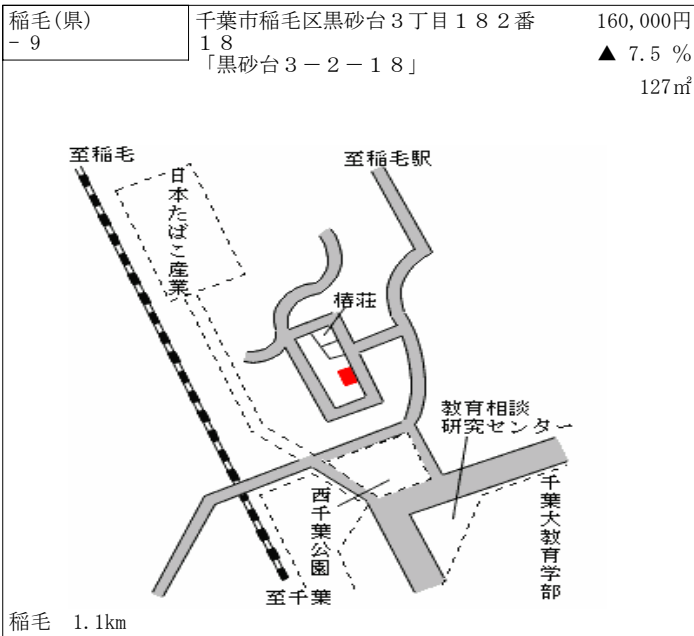 稲毛(県)
- 9
千葉市稲毛区黒砂台３丁目１８２番
１８
「黒砂台３－２－１８」
160,000円
▲ 7.5 %
127㎡
至稲毛
至稲毛駅
日本たばこ産業
椿荘
教育相談
研究センター
西千葉公園
千葉大教育学部
至千葉
稲毛 1.1km